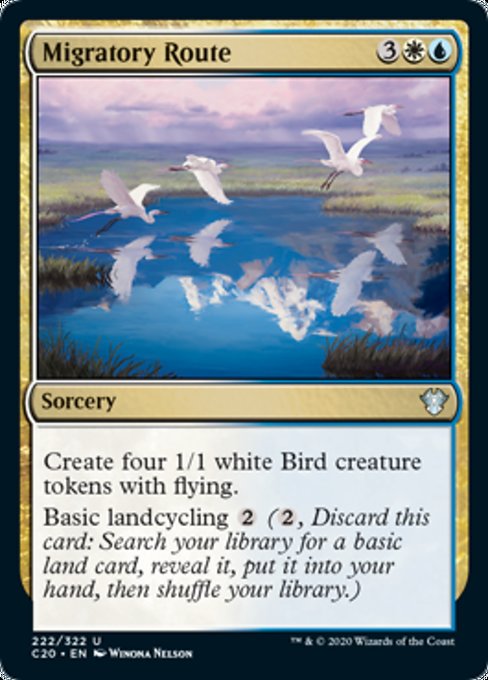 Migratory Route 3
Sorcery
Create four 1/1 white Bird creature
tokens with flying.
Basic landcycling 2 (2, Discard this
card: Search your library for a basic
land card, reveal it, put it into your
hand, then shuffle your library.)
222/322 U
C20 • EN Winona Nelson
™ & © 2020 Wizards of the Coast